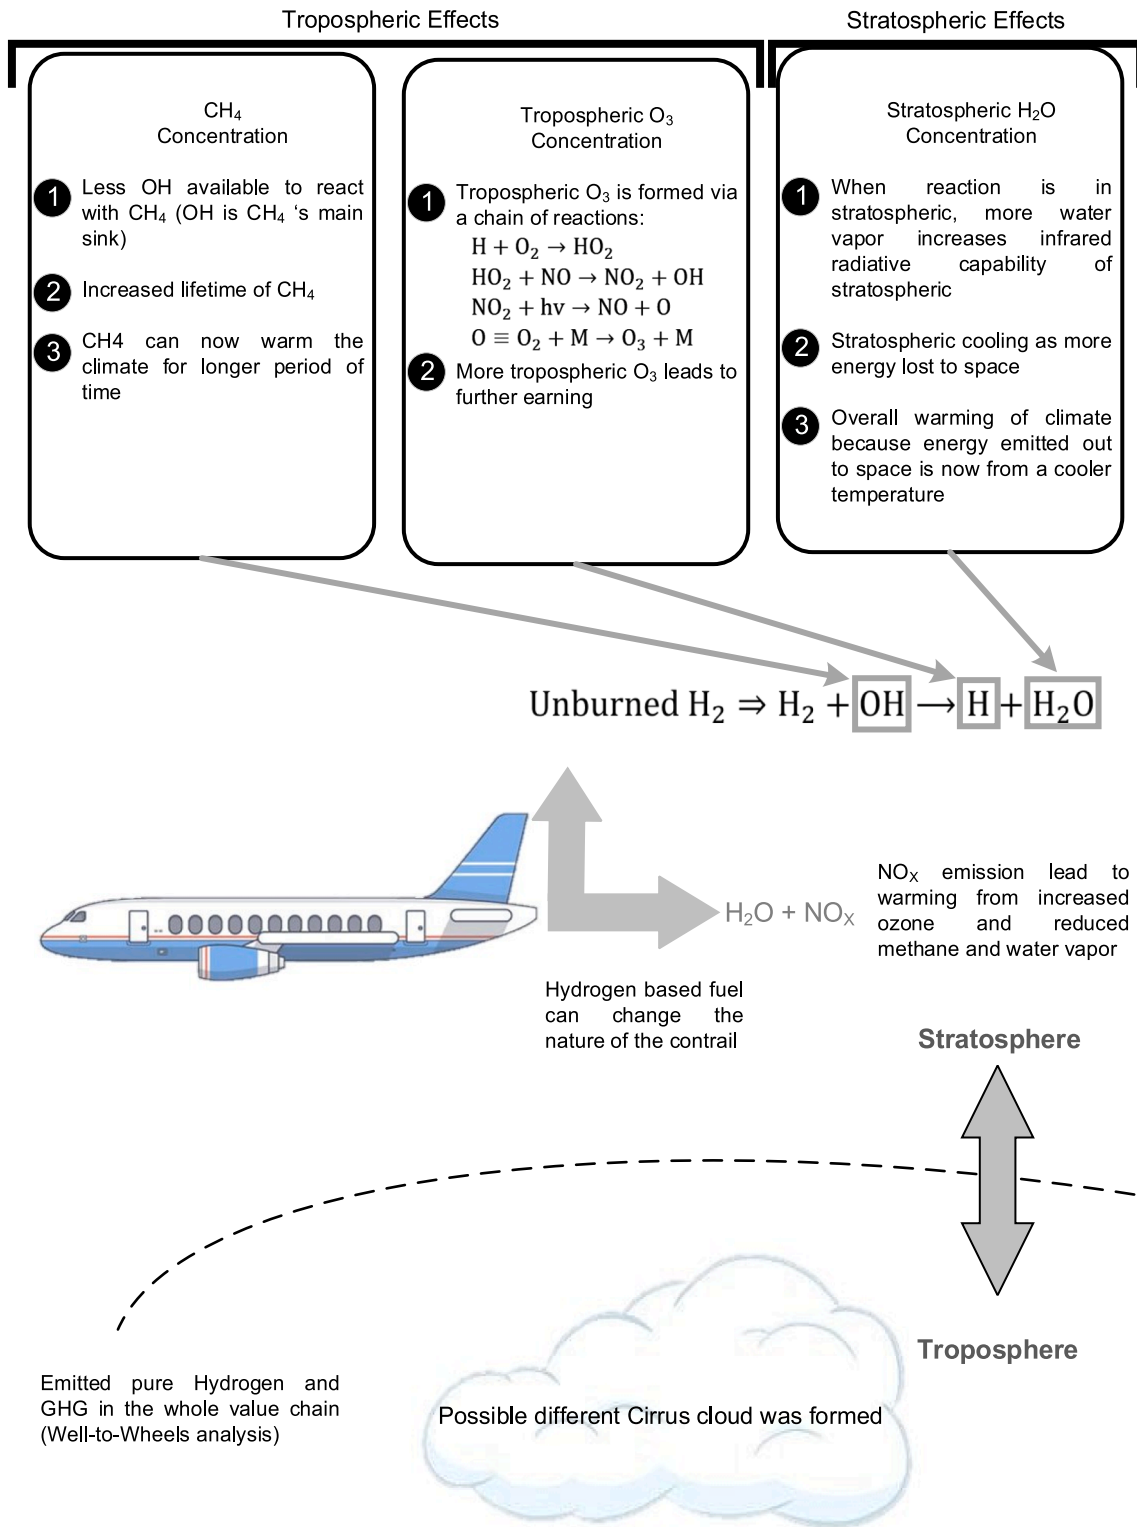 Tropospheric Effects
Stratospheric Effects
CH₄
Concentration
1 Less OH available to react
with CH₄ (OH is CH₄ ‘s main
sink)
2 Increased lifetime of CH₄
3 CH4 can now warm the
climate for longer period of
time
Tropospheric O₃
Concentration
1 Tropospheric O₃ is formed via
a chain of reactions:
H + O₂ → HO₂
HO₂ + NO → NO₂ + OH
NO₂ + hv → NO + O
O ≡ O₂ + M → O₃ + M
2 More tropospheric O₃ leads to
further earning
Stratospheric H₂O
Concentration
1 When reaction is in
stratospheric, more water
vapor increases infrared
radiative capability of
stratospheric
2 Stratospheric cooling as more
energy lost to space
3 Overall warming of climate
because energy emitted out
to space is now from a cooler
temperature
Unburned H₂ ⇒ H₂ + OH → H + H₂O
H₂O + NOₓ
NOₓ emission lead to
warming from increased
ozone and reduced
methane and water vapor
Hydrogen based fuel
can change the
nature of the contrail
Stratosphere
Troposphere
Emitted pure Hydrogen and
GHG in the whole value chain
(Well-to-Wheels analysis)
Possible different Cirrus cloud was formed